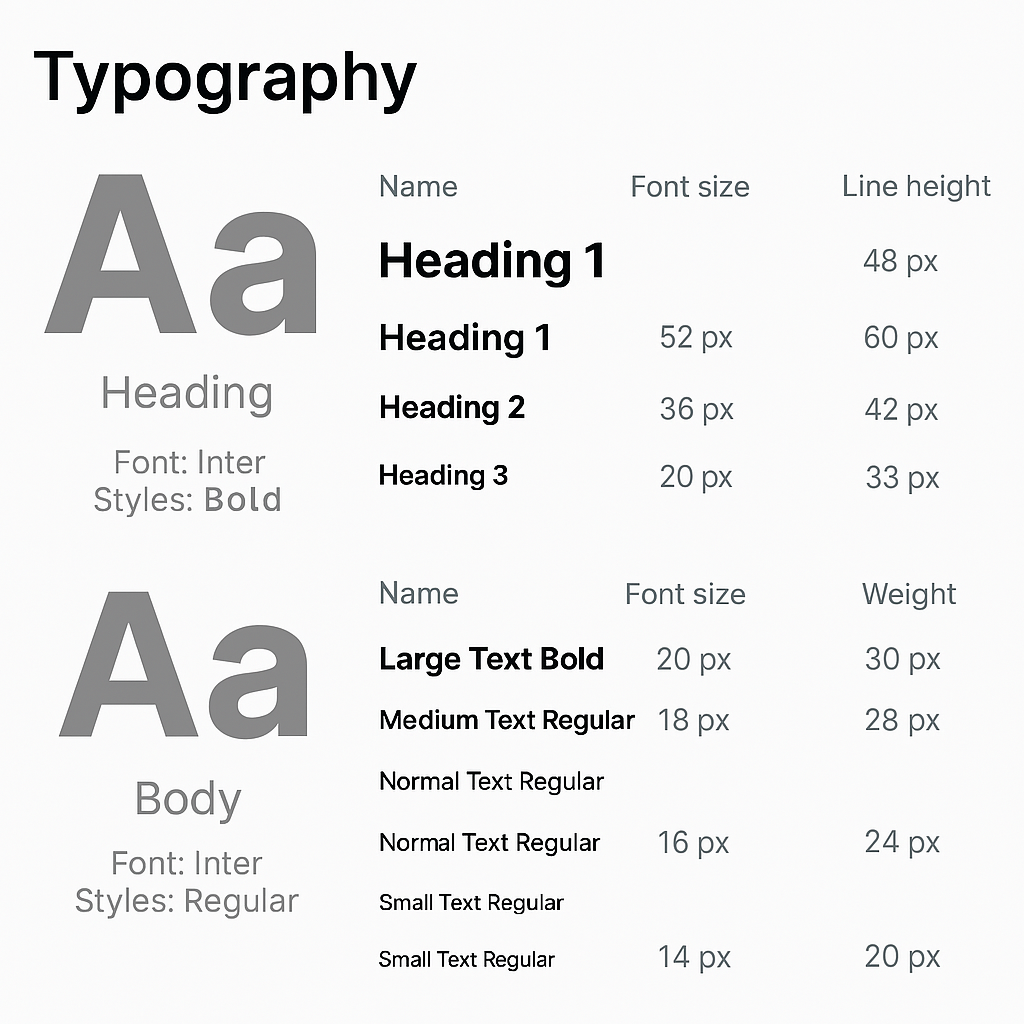 Typography
Aa
Heading
Font: Inter
Styles: Bold
Name Font size Line height
Heading 1 48 px
Heading 1 52 px 60 px
Heading 2 36 px 42 px
Heading 3 20 px 33 px
Aa
Body
Font: Inter
Styles: Regular
Name Font size Weight
Large Text Bold 20 px 30 px
Medium Text Regular 18 px 28 px
Normal Text Regular
Normal Text Regular 16 px 24 px
Small Text Regular
Small Text Regular 14 px 20 px